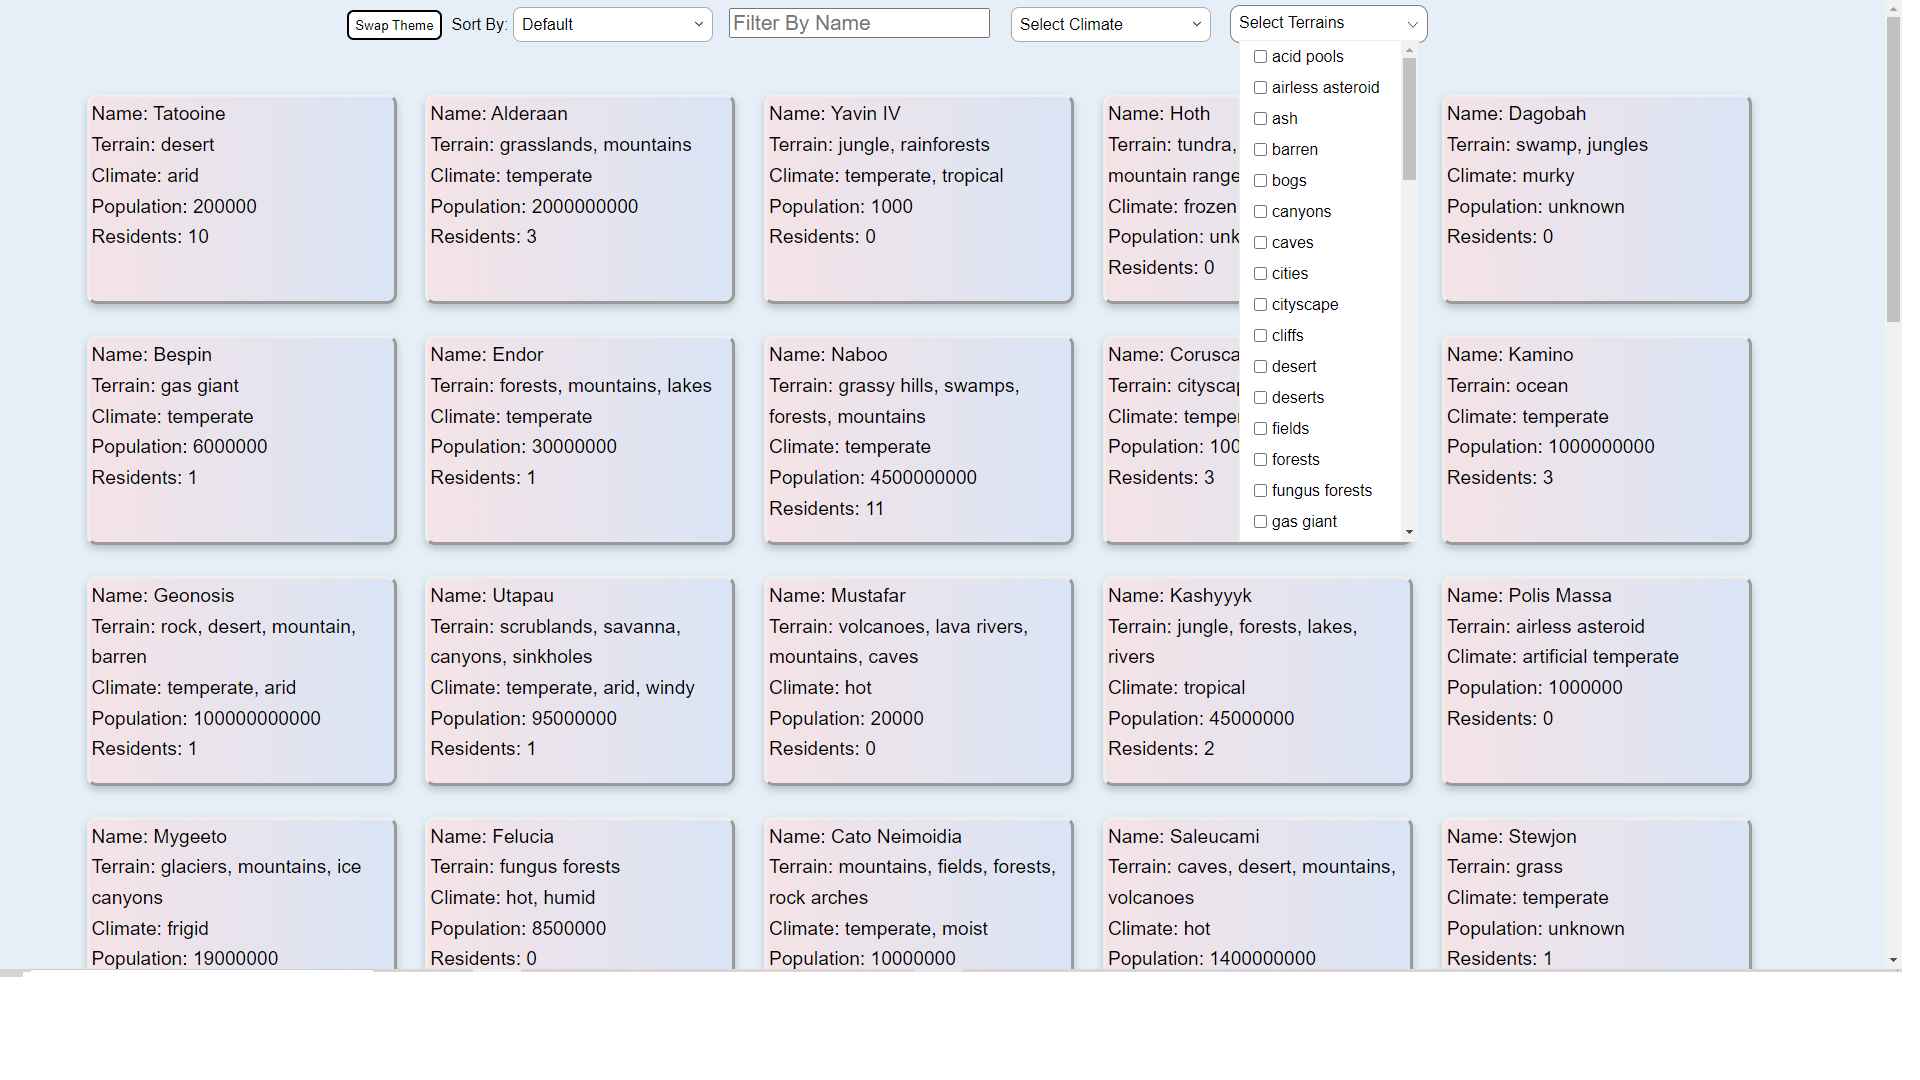 Swap Theme Sort By: Default Filter By Name Select Climate Select Terrains
acid pools
airless asteroid
ash
barren
bogs
canyons
caves
cities
cityscape
cliffs
desert
deserts
fields
forests
fungus forests
gas giant
Name: Tatooine
Terrain: desert
Climate: arid
Population: 200000
Residents: 10
Name: Alderaan
Terrain: grasslands, mountains
Climate: temperate
Population: 2000000000
Residents: 3
Name: Yavin IV
Terrain: jungle, rainforests
Climate: temperate, tropical
Population: 1000
Residents: 0
Name: Hoth
Terrain: tundra,
mountain range
Climate: frozen
Population: unk
Residents: 0
Name: Dagobah
Terrain: swamp, jungles
Climate: murky
Population: unknown
Residents: 0
Name: Bespin
Terrain: gas giant
Climate: temperate
Population: 6000000
Residents: 1
Name: Endor
Terrain: forests, mountains, lakes
Climate: temperate
Population: 30000000
Residents: 1
Name: Naboo
Terrain: grassy hills, swamps,
forests, mountains
Climate: temperate
Population: 4500000000
Residents: 11
Name: Corusca
Terrain: cityscap
Climate: temper
Population: 100
Residents: 3
Name: Kamino
Terrain: ocean
Climate: temperate
Population: 1000000000
Residents: 3
Name: Geonosis
Terrain: rock, desert, mountain,
barren
Climate: temperate, arid
Population: 100000000000
Residents: 1
Name: Utapau
Terrain: scrublands, savanna,
canyons, sinkholes
Climate: temperate, arid, windy
Population: 95000000
Residents: 1
Name: Mustafar
Terrain: volcanoes, lava rivers,
mountains, caves
Climate: hot
Population: 20000
Residents: 0
Name: Kashyyyk
Terrain: jungle, forests, lakes,
rivers
Climate: tropical
Population: 45000000
Residents: 2
Name: Polis Massa
Terrain: airless asteroid
Climate: artificial temperate
Population: 1000000
Residents: 0
Name: Mygeeto
Terrain: glaciers, mountains, ice
canyons
Climate: frigid
Population: 19000000
Name: Felucia
Terrain: fungus forests
Climate: hot, humid
Population: 8500000
Residents: 0
Name: Cato Neimoidia
Terrain: mountains, fields, forests,
rock arches
Climate: temperate, moist
Population: 10000000
Name: Saleucami
Terrain: caves, desert, mountains,
volcanoes
Climate: hot
Population: 1400000000
Name: Stewjon
Terrain: grass
Climate: temperate
Population: unknown
Residents: 1